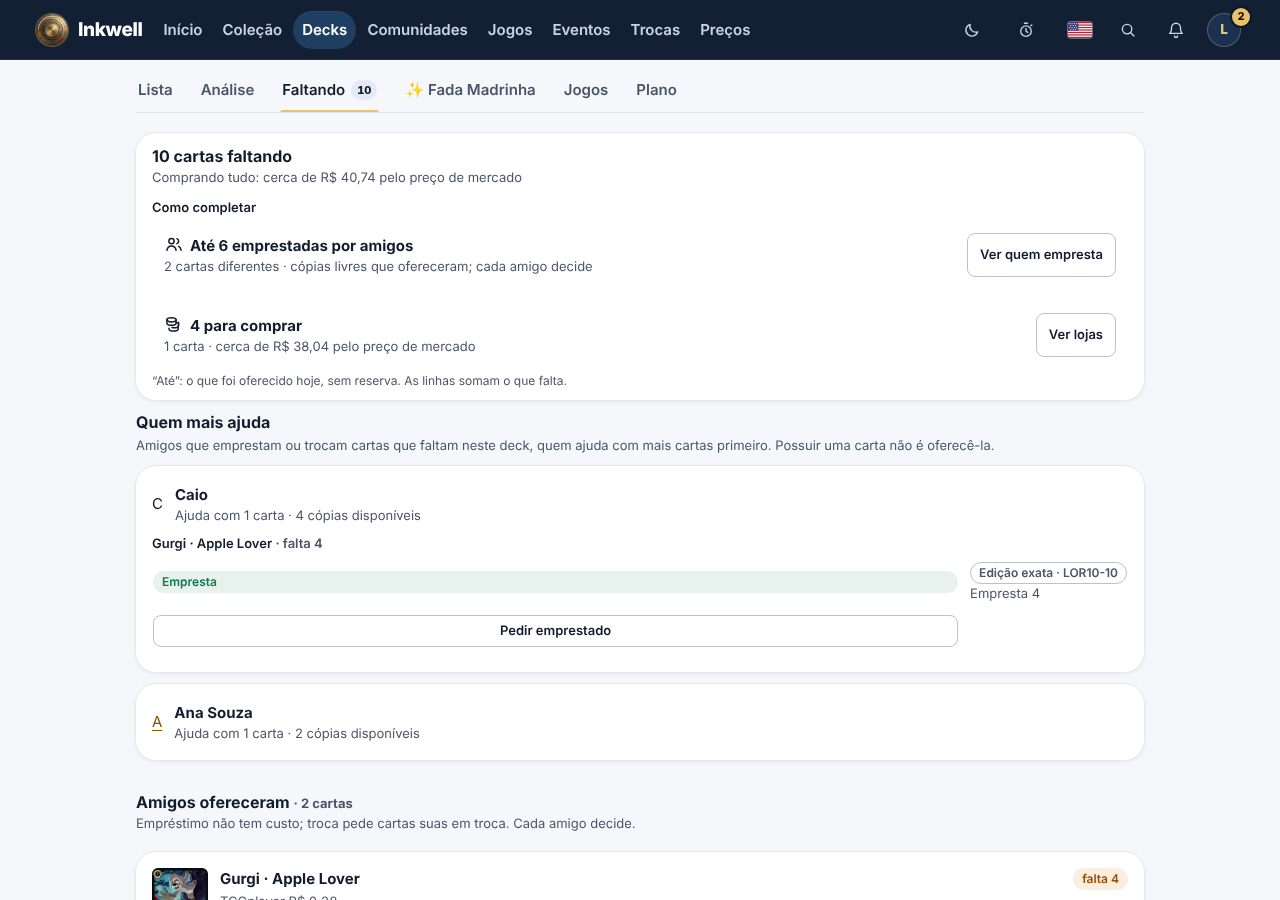 Inkwell
Início
Coleção
Decks
Comunidades
Jogos
Eventos
Trocas
Preços
L
2
Lista
Análise
Faltando 10
✨ Fada Madrinha
Jogos
Plano
10 cartas faltando
Comprando tudo: cerca de R$ 40,74 pelo preço de mercado
Como completar
Até 6 emprestadas por amigos
2 cartas diferentes · cópias livres que ofereceram; cada amigo decide
Ver quem empresta
4 para comprar
1 carta · cerca de R$ 38,04 pelo preço de mercado
Ver lojas
“Até”: o que foi oferecido hoje, sem reserva. As linhas somam o que falta.
Quem mais ajuda
Amigos que emprestam ou trocam cartas que faltam neste deck, quem ajuda com mais cartas primeiro. Possuir uma carta não é oferecê-la.
C
Caio
Ajuda com 1 carta · 4 cópias disponíveis
Gurgi · Apple Lover · falta 4
Empresta
Edição exata · LOR10-10
Empresta 4
Pedir emprestado
A
Ana Souza
Ajuda com 1 carta · 2 cópias disponíveis
Amigos ofereceram · 2 cartas
Empréstimo não tem custo; troca pede cartas suas em troca. Cada amigo decide.
Gurgi · Apple Lover
falta 4